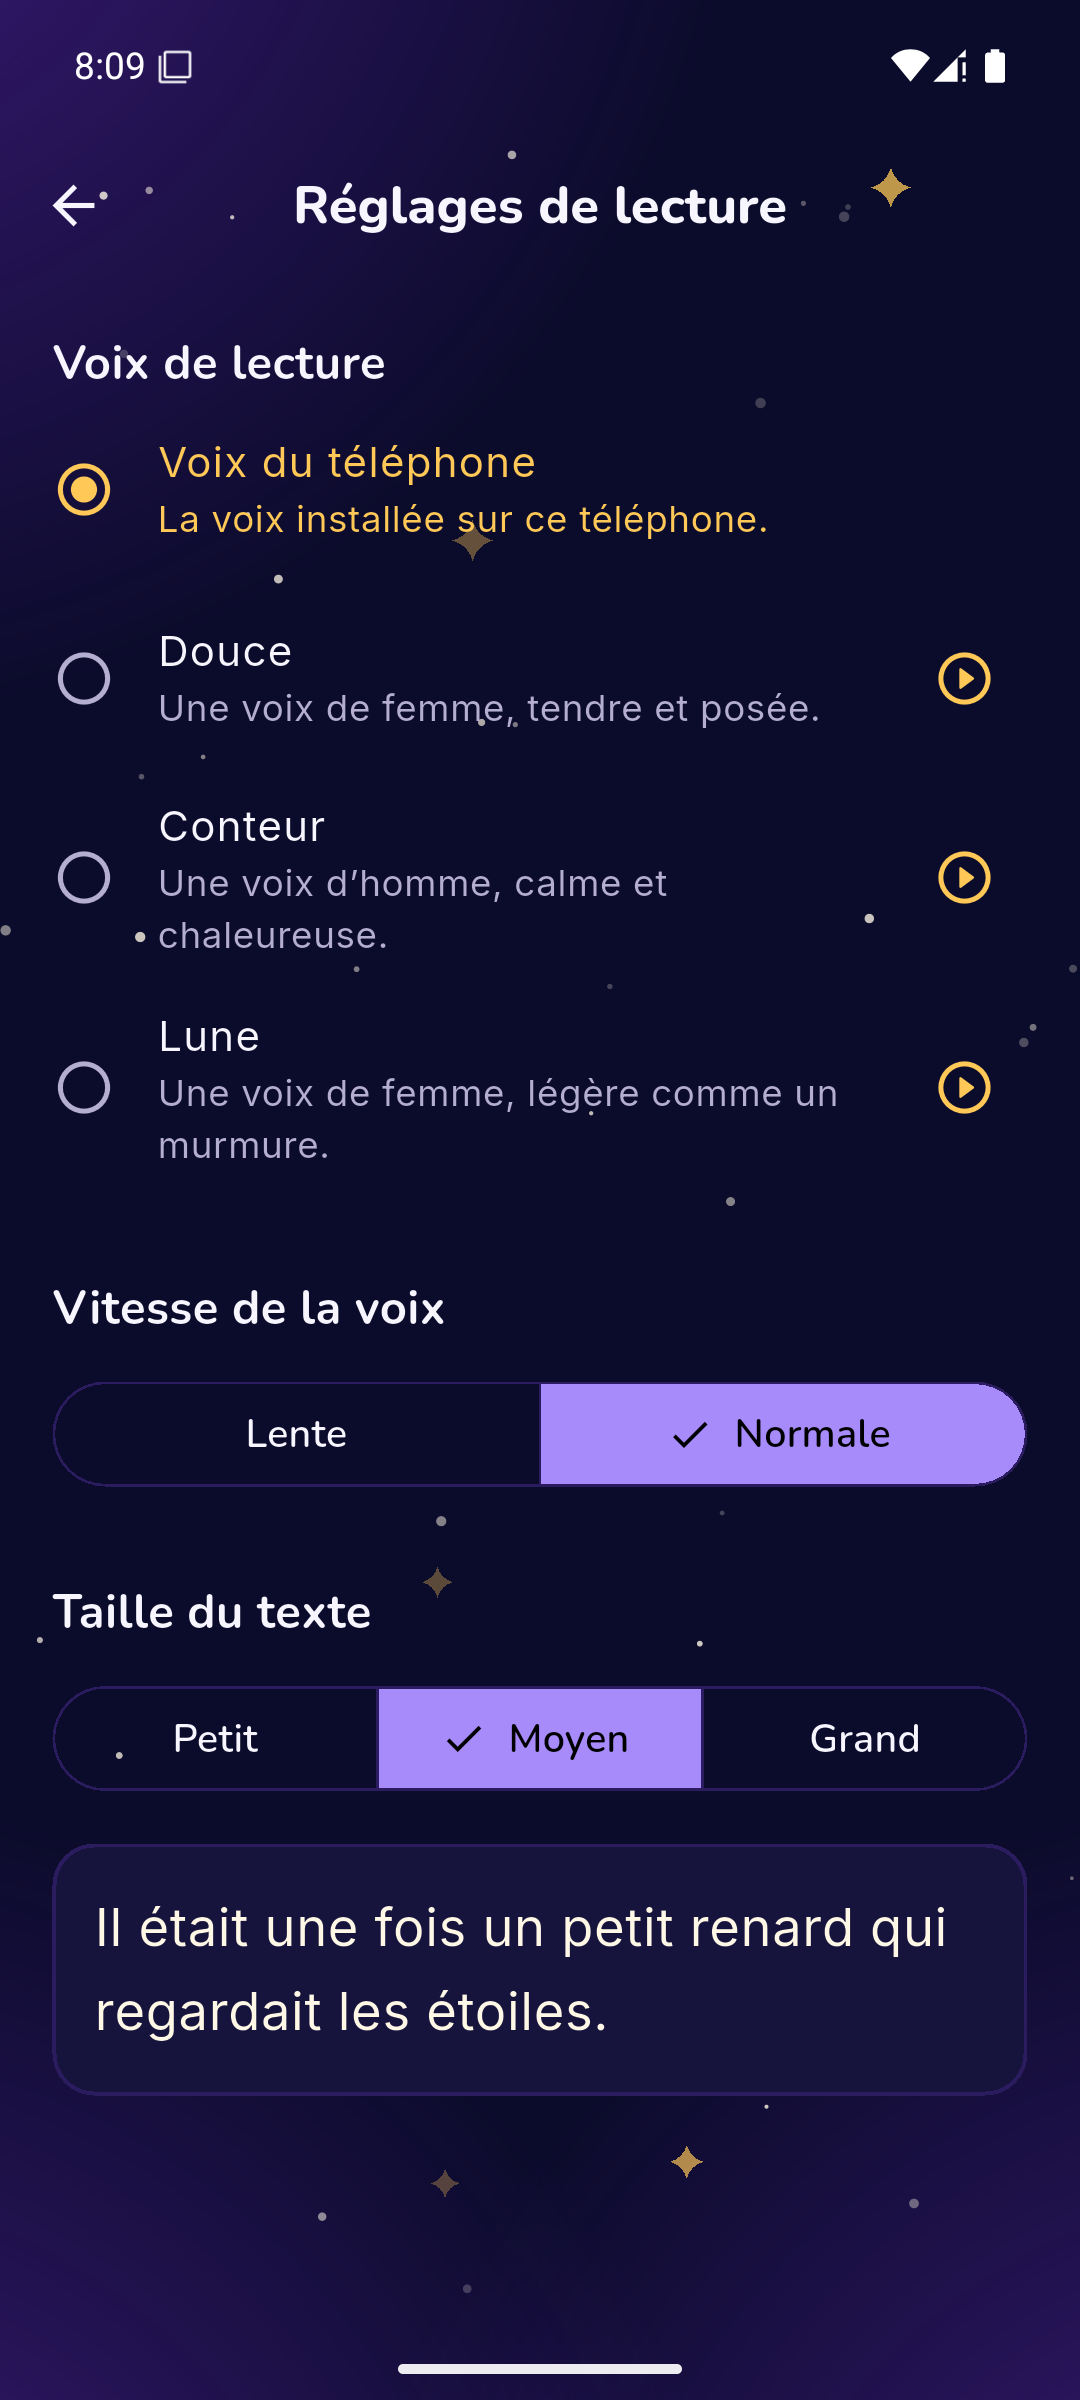 8:09
Réglages de lecture
Voix de lecture
Voix du téléphone
La voix installée sur ce téléphone.
Douce
Une voix de femme, tendre et posée.
Conteur
Une voix d’homme, calme et
chaleureuse.
Lune
Une voix de femme, légère comme un
murmure.
Vitesse de la voix
Lente
Normale
Taille du texte
Petit
Moyen
Grand
Il était une fois un petit renard qui
regardait les étoiles.